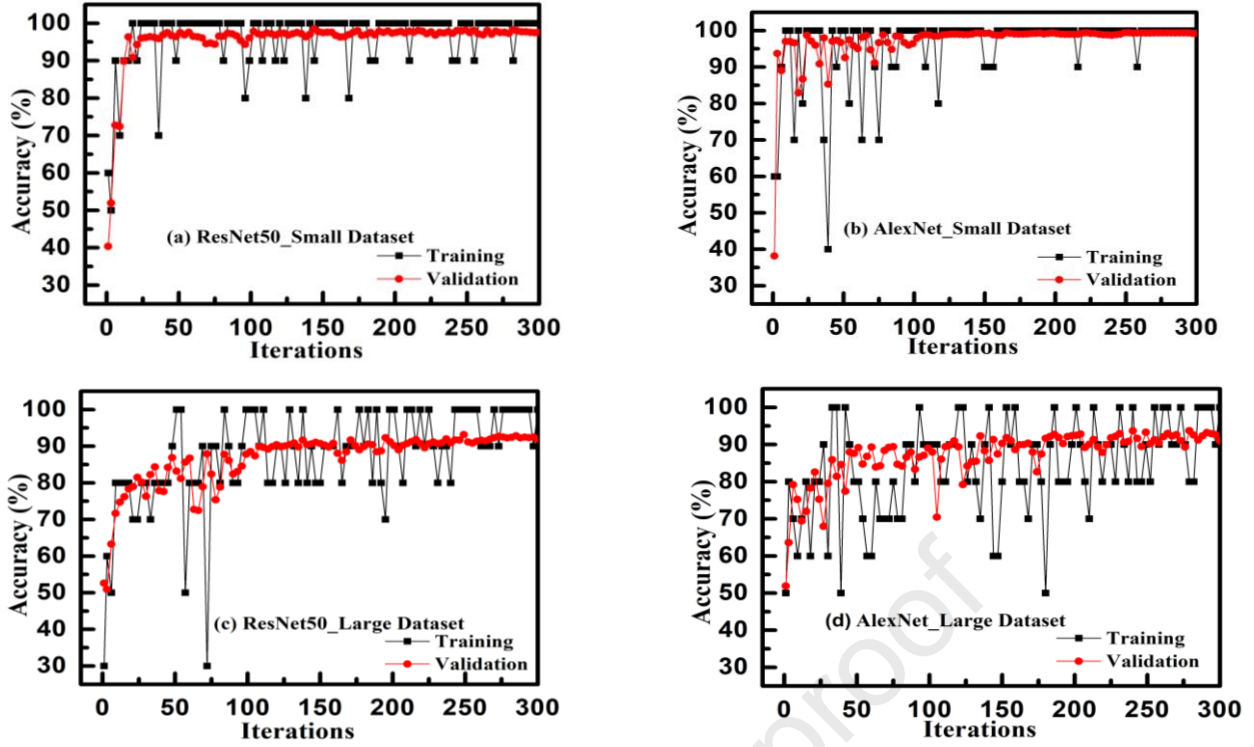 100
90
80
70
60
50
40
30
Accuracy (%)
(a) ResNet50_Small Dataset
Training
Validation
0 50 100 150 200 250 300
Iterations
100
90
80
70
60
50
40
30
Accuracy (%)
(b) AlexNet_Small Dataset
Training
Validation
0 50 100 150 200 250 300
Iterations
100
90
80
70
60
50
40
30
Accuracy (%)
(c) ResNet50_Large Dataset
Training
Validation
0 50 100 150 200 250 300
Iterations
100
90
80
70
60
50
40
30
Accuracy (%)
(d) AlexNet_Large Dataset
Training
Validation
0 50 100 150 200 250 300
Iterations
proof